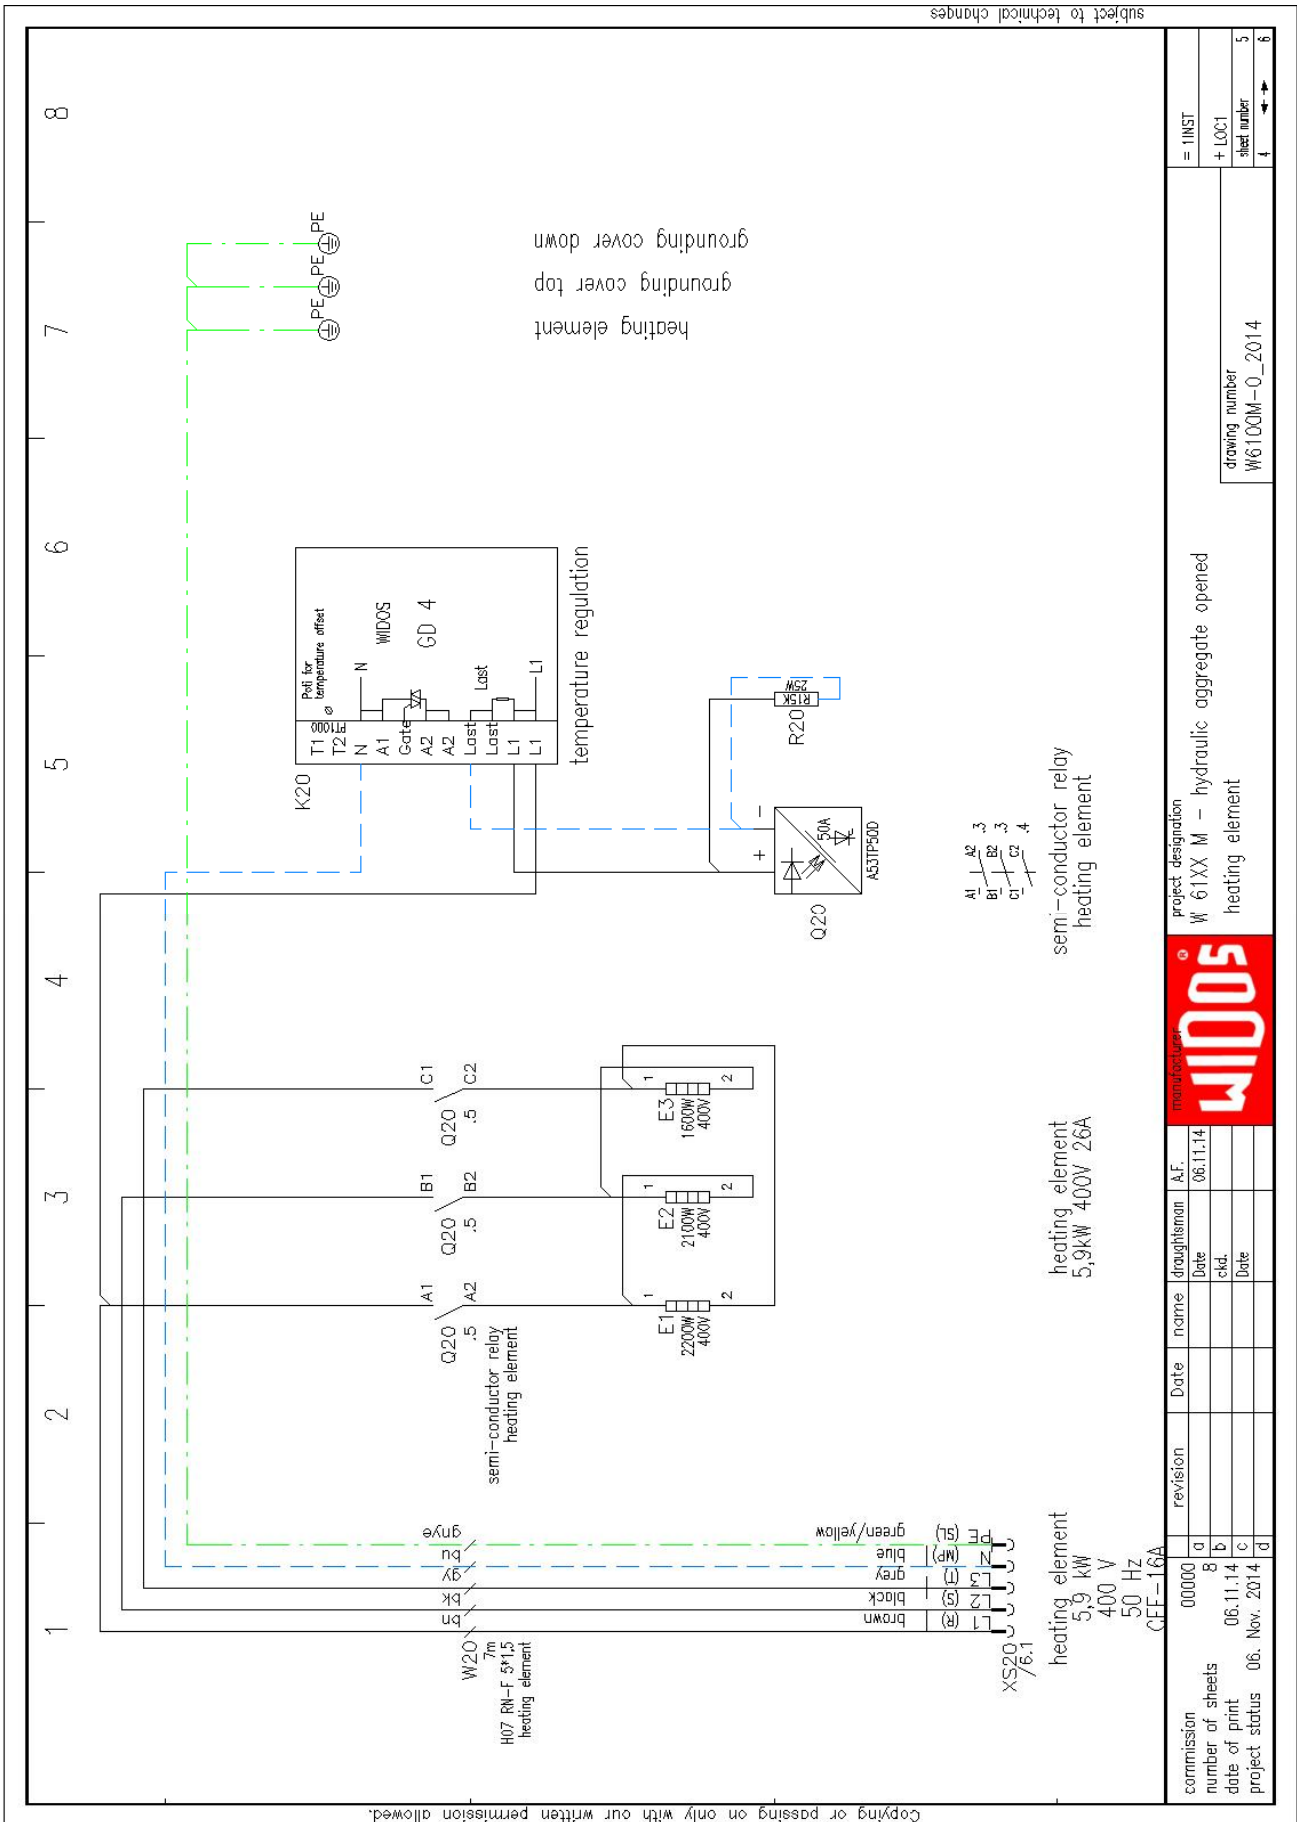 subject to technical changes
Copying or passing on only with our written permission allowed.
1
2
3
4
5
6
7
8
W20
7m
H07 RN-F 5*1,5
heating element
bn
bk
gy
bu
gnye
brown
black
grey
blue
green/yellow
(R)
(S)
(T)
(MP)
(SL)
L1
L2
L3
N
PE
XS20
/6.1
heating element
5,9 kW
400 V
50 Hz
CEE-16A
Q20
.5
A1
A2
semi-conductor relay
heating element
Q20
.5
B1
B2
Q20
.5
C1
C2
E1
2200W
400V
1
2
E2
2100W
400V
1
2
E3
1600W
400V
1
2
heating element
5,9kW 400V 26A
K20
T1
T2
PT1000
N
A1
Gate
A2
A2
Last
Last
L1
L1
Poti for
temperature offset
N
WIDOS
GD 4
Last
L1
temperature regulation
Q20
+
-
50A
A53TP50D
R20
R15K
25W
A1 A2 .3
B1 B2 .3
C1 C2 .4
semi-conductor relay
heating element
PE
PE
PE
heating element
grounding cover top
grounding cover down
commission 00000
number of sheets 8
date of print 06.11.14
project status 06. Nov. 2014
a
b
c
d
revision
Date
name
draughtsman A.F.
Date 06.11.14
ckd.
Date
manufacturer
WIDOS®
project designation
W 61XX M - hydraulic aggregate opened
heating element
drawing number
W6100M-0_2014
= 1INST
+ LOC1
sheet number 5
4 6